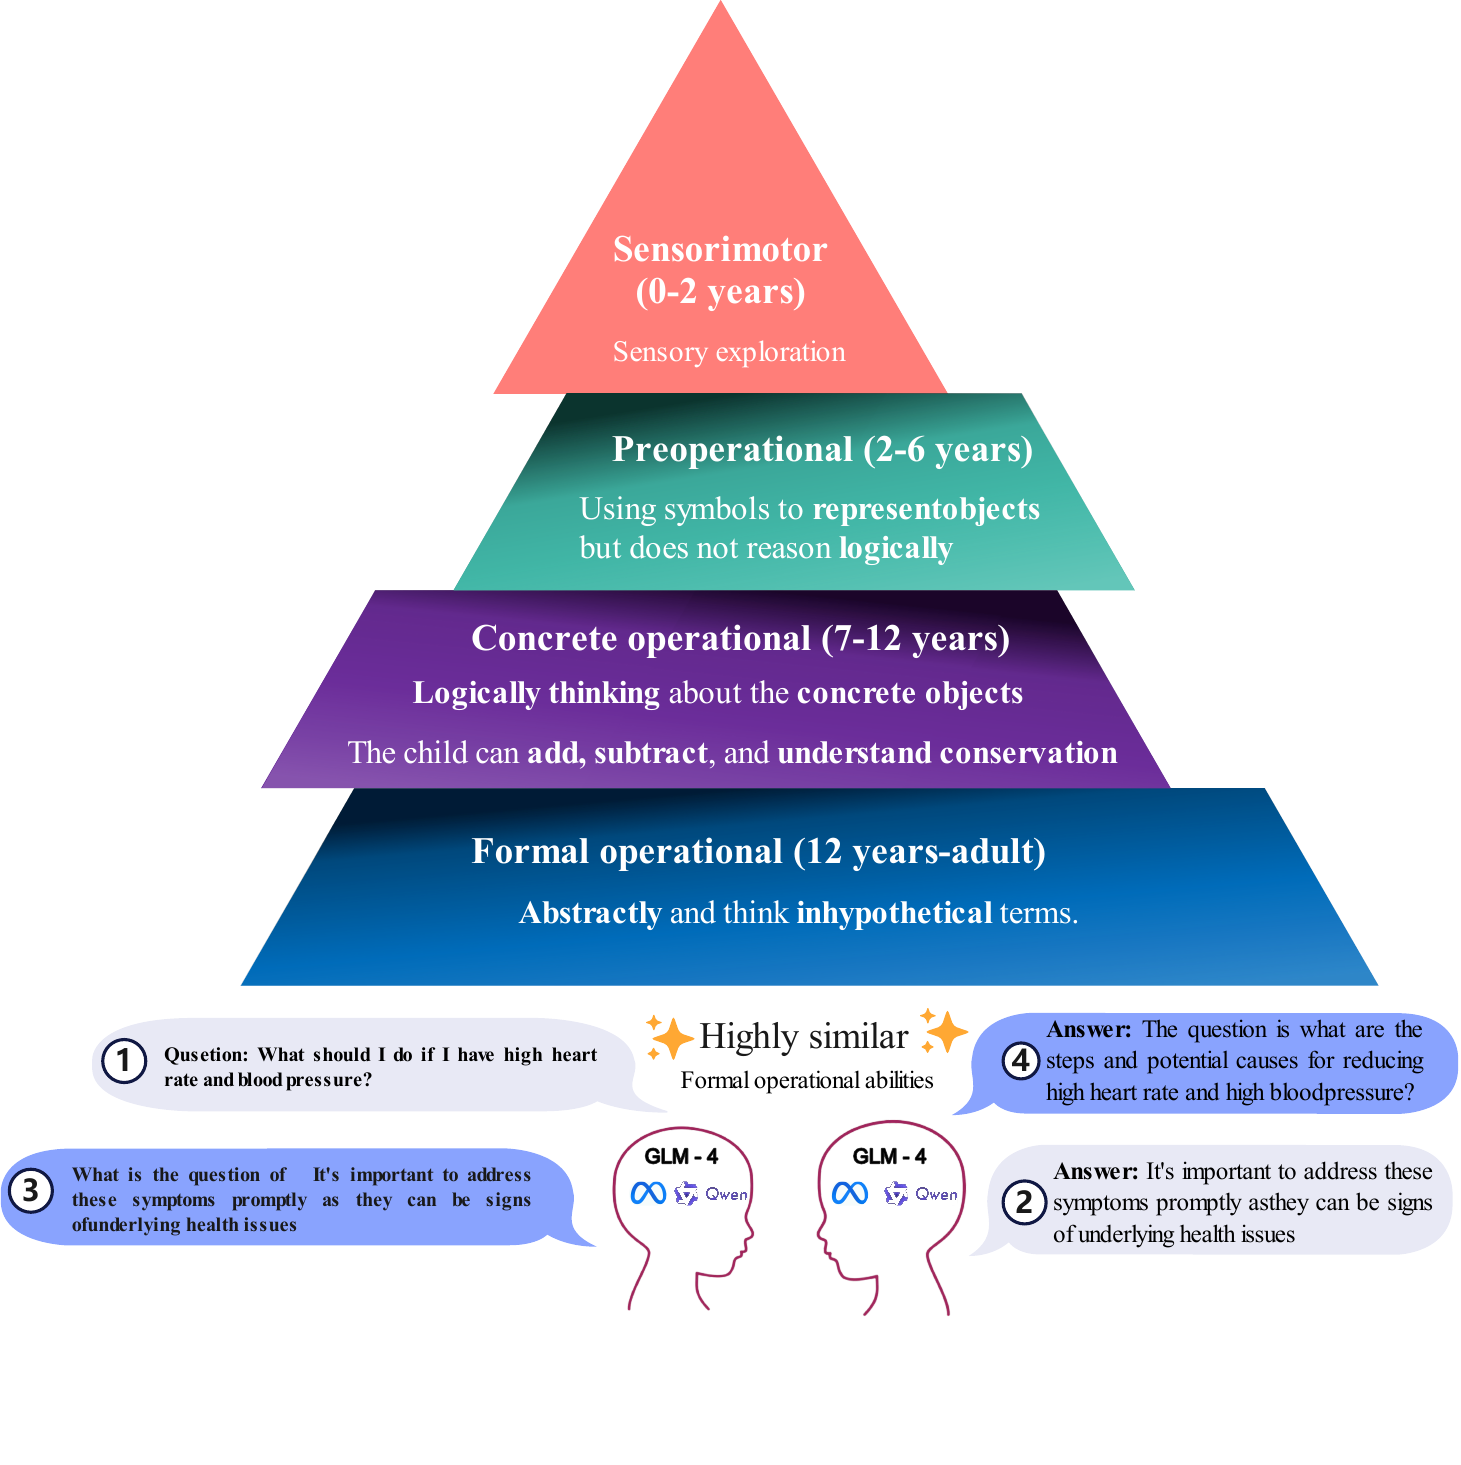 Sensorimotor
(0-2 years)
Sensory exploration
Preoperational (2-6 years)
Using symbols to representobjects
but does not reason logically
Concrete operational (7-12 years)
Logically thinking about the concrete objects
The child can add, subtract, and understand conservation
Formal operational (12 years-adult)
Abstractly and think inhypothetical terms.
1
Qusetion: What should I do if I have high heart
rate and blood pressure?
Highly similar
Formal operational abilities
4
Answer: The question is what are the
steps and potential causes for reducing
high heart rate and high bloodpressure?
3
What is the question of It's important to address
these symptoms promptly as they can be signs
ofunderlying health issues
GLM - 4
Qwen
GLM - 4
Qwen
2
Answer: It's important to address these
symptoms promptly asthey can be signs
of underlying health issues